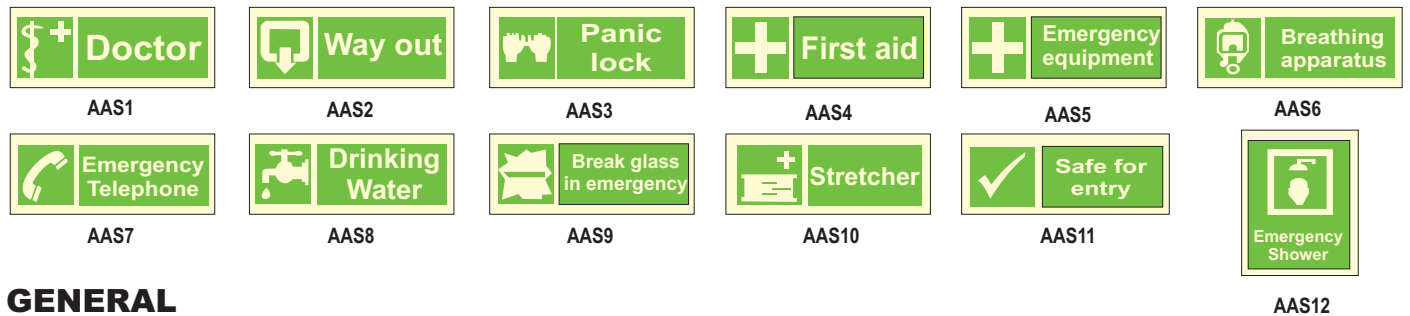 Doctor
AAS1
Way out
AAS2
Panic
lock
AAS3
First aid
AAS4
Emergency
equipment
AAS5
Breathing
apparatus
AAS6
Emergency
Telephone
AAS7
Drinking
Water
AAS8
Break glass
in emergency
AAS9
Stretcher
AAS10
Safe for
entry
AAS11
Emergency
Shower
AAS12
GENERAL